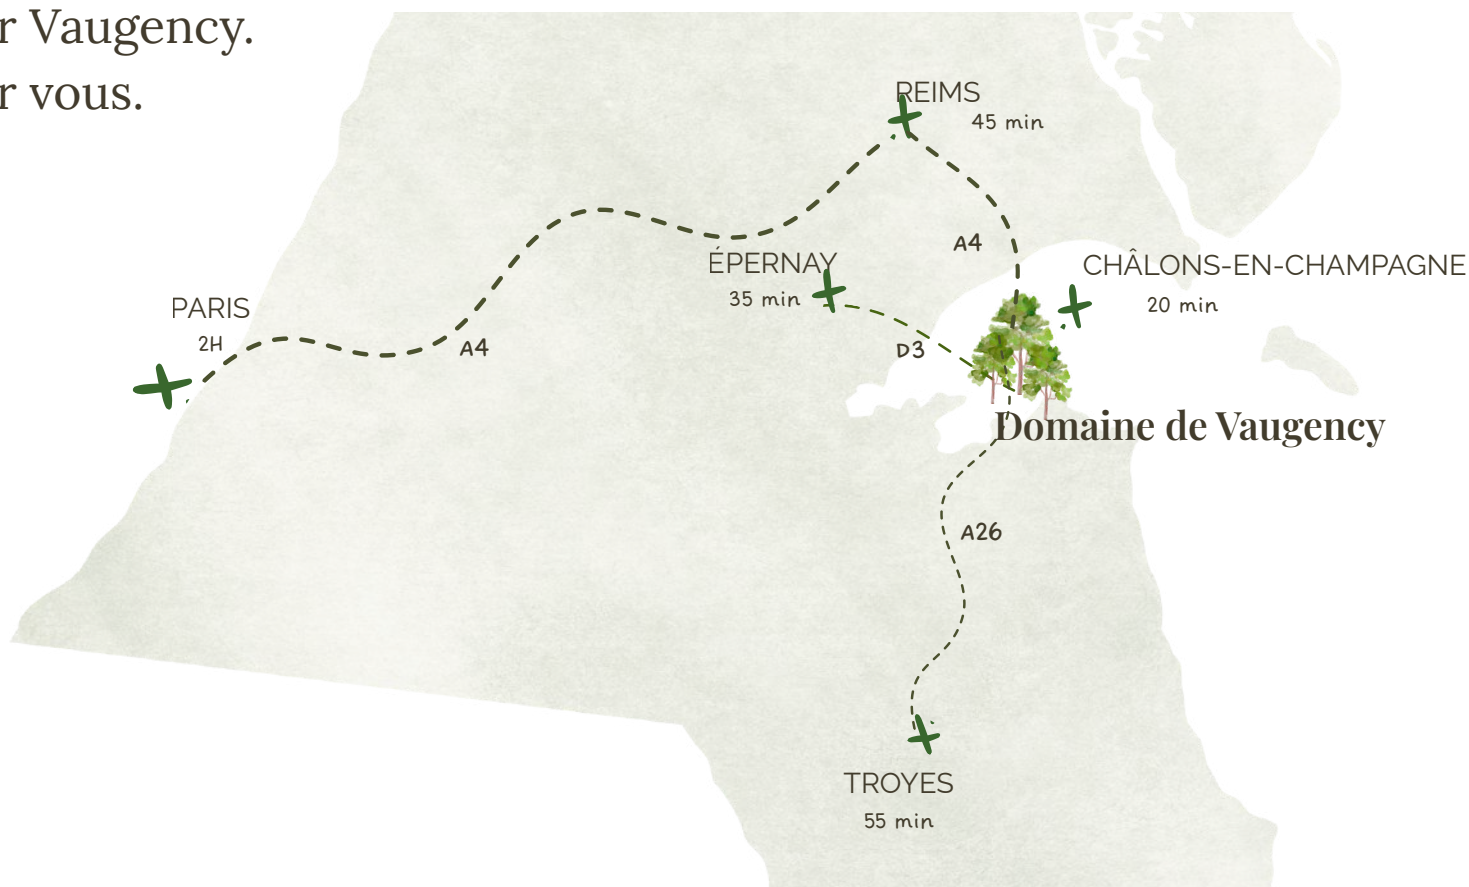 r Vaugency.
r vous.
REIMS
45 min
A4
ÉPERNAY
35 min
CHÂLONS-EN-CHAMPAGNE
20 min
PARIS
2H
A4
D3
Domaine de Vaugency
A26
TROYES
55 min